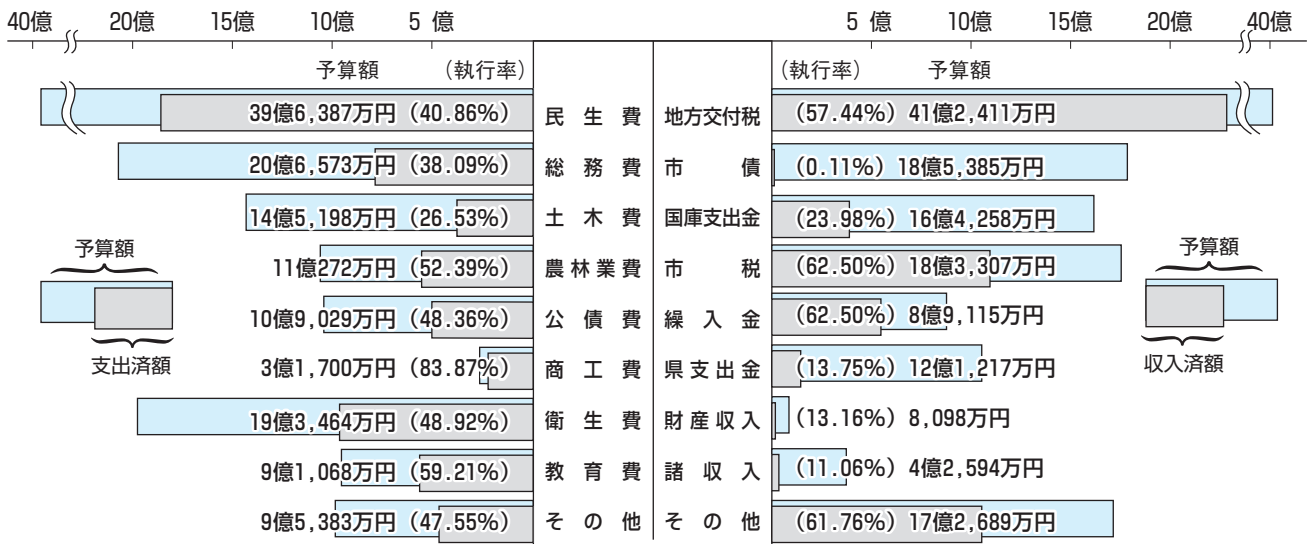 40億 20億 15億 10億 5億 5億 10億 15億 20億 40億
予算額 (執行率) (執行率) 予算額
39億6,387万円 (40.86%) 民生費 地方交付税 (57.44%) 41億2,411万円
20億6,573万円 (38.09%) 総務費 市債 (0.11%) 18億5,385万円
14億5,198万円 (26.53%) 土木費 国庫支出金 (23.98%) 16億4,258万円
予算額 11億272万円 (52.39%) 農林業費 市税 (62.50%) 18億3,307万円 予算額
10億9,029万円 (48.36%) 公債費 繰入金 (62.50%) 8億9,115万円
支出済額 3億1,700万円 (83.87%) 商工費 県支出金 (13.75%) 12億1,217万円 収入済額
19億3,464万円 (48.92%) 衛生費 財産収入 (13.16%) 8,098万円
9億1,068万円 (59.21%) 教育費 諸収入 (11.06%) 4億2,594万円
9億5,383万円 (47.55%) その他 その他 (61.76%) 17億2,689万円